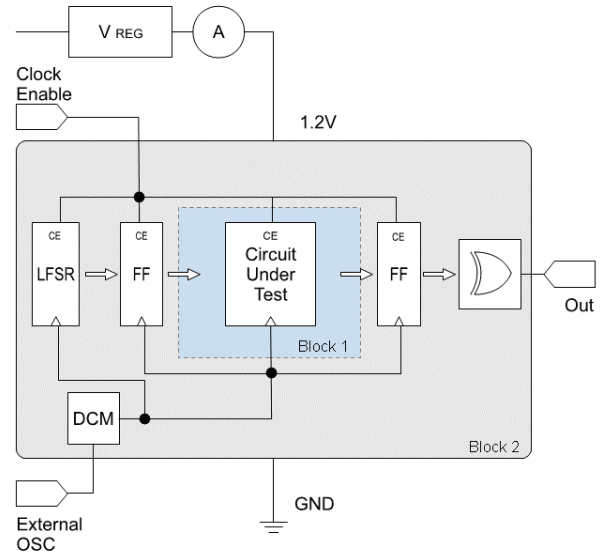 V REG
A
Clock
Enable
1.2V
CE
LFSR
CE
FF
CE
Circuit
Under
Test
CE
FF
Out
Block 1
DCM
Block 2
External
OSC
GND